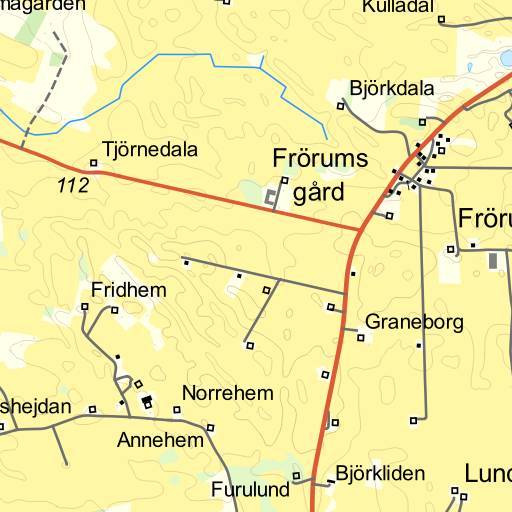 Kulladal
Björkdala
Tjörnedala
Frörums
gård
112
Fridhem
Graneborg
Norrehem
Annehem
Björkliden
Furulund